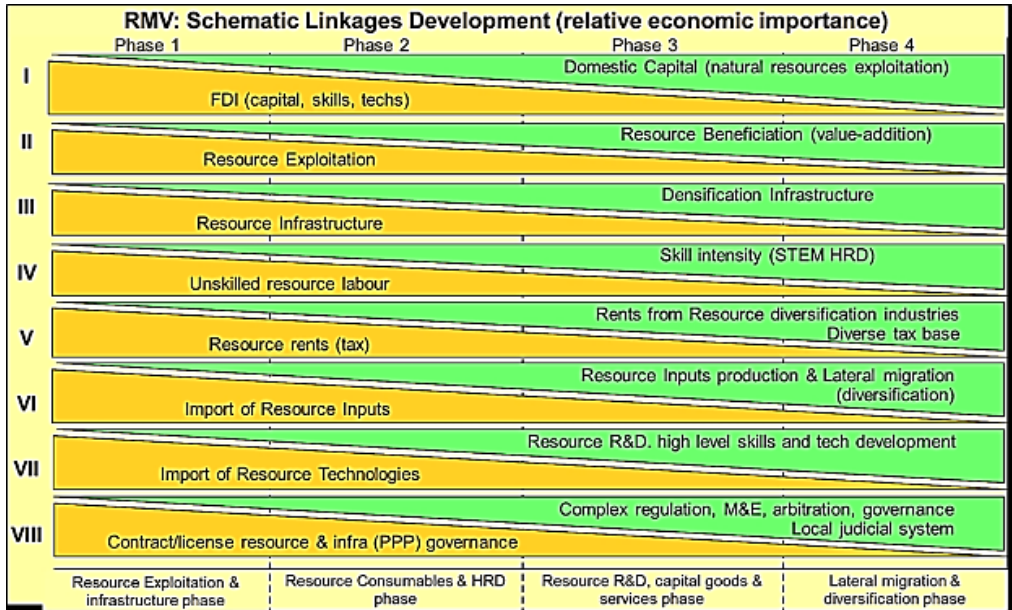 RMV: Schematic Linkages Development (relative economic importance)
Phase 1 Phase 2 Phase 3 Phase 4
I
Domestic Capital (natural resources exploitation)
FDI (capital, skills, techs)
II
Resource Beneficiation (value-addition)
Resource Exploitation
III
Densification Infrastructure
Resource Infrastructure
IV
Skill intensity (STEM HRD)
Unskilled resource labour
V
Rents from Resource diversification industries
Diverse tax base
Resource rents (tax)
VI
Resource Inputs production & Lateral migration
(diversification)
Import of Resource Inputs
VII
Resource R&D. high level skills and tech development
Import of Resource Technologies
VIII
Complex regulation, M&E, arbitration, governance
Local judicial system
Contract/license resource & infra (PPP) governance
Resource Exploitation &
infrastructure phase
Resource Consumables & HRD
phase
Resource R&D, capital goods &
services phase
Lateral migration &
diversification phase